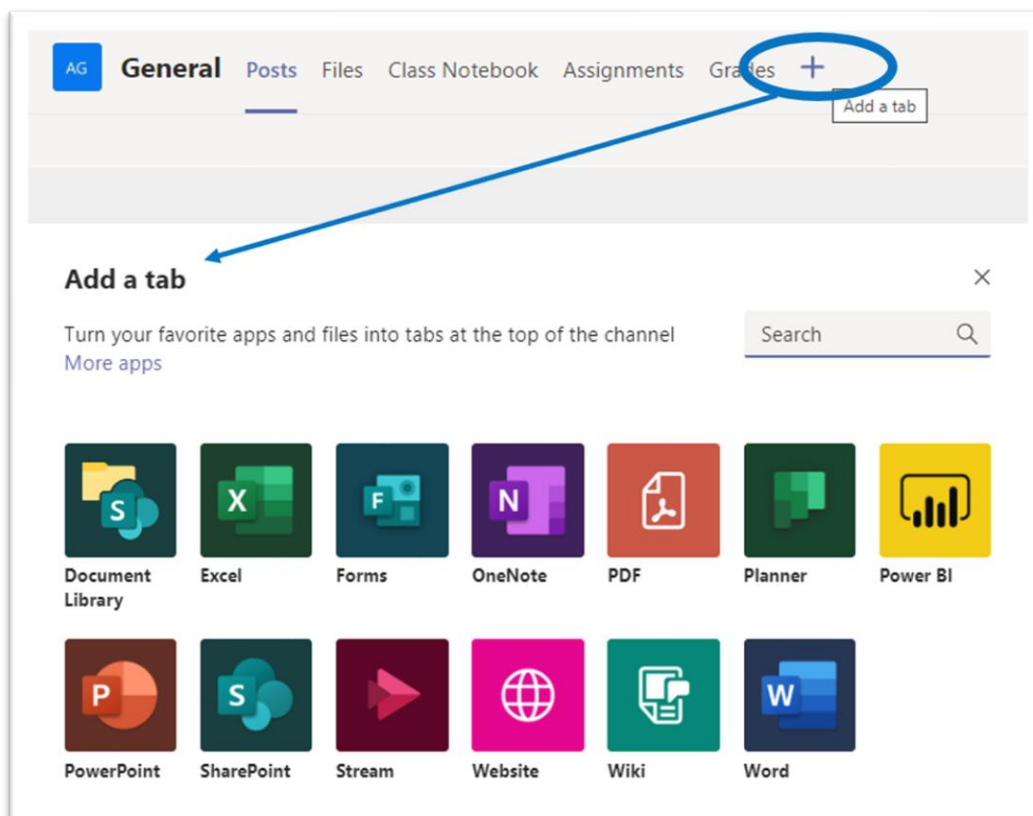 AG General Posts Files Class Notebook Assignments Grades +
Add a tab
Add a tab
Turn your favorite apps and files into tabs at the top of the channel
More apps
Search
S X F N
Document Library Excel Forms OneNote PDF Planner Power BI
P S W
PowerPoint SharePoint Stream Website Wiki Word